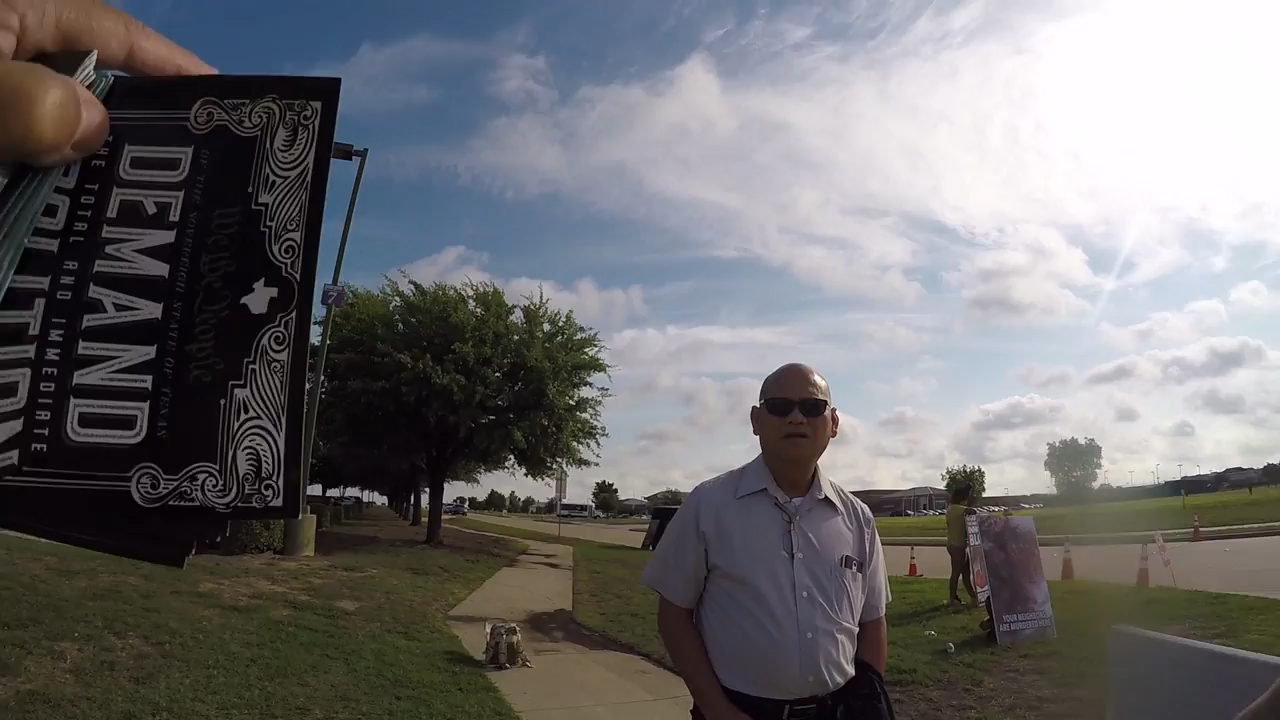 We The People
OF THE SOVEREIGN STATE OF TEXAS
DEMAND
THE TOTAL AND IMMEDIATE
7
YOUR NEIGHBORS
ARE MURDERED HERE